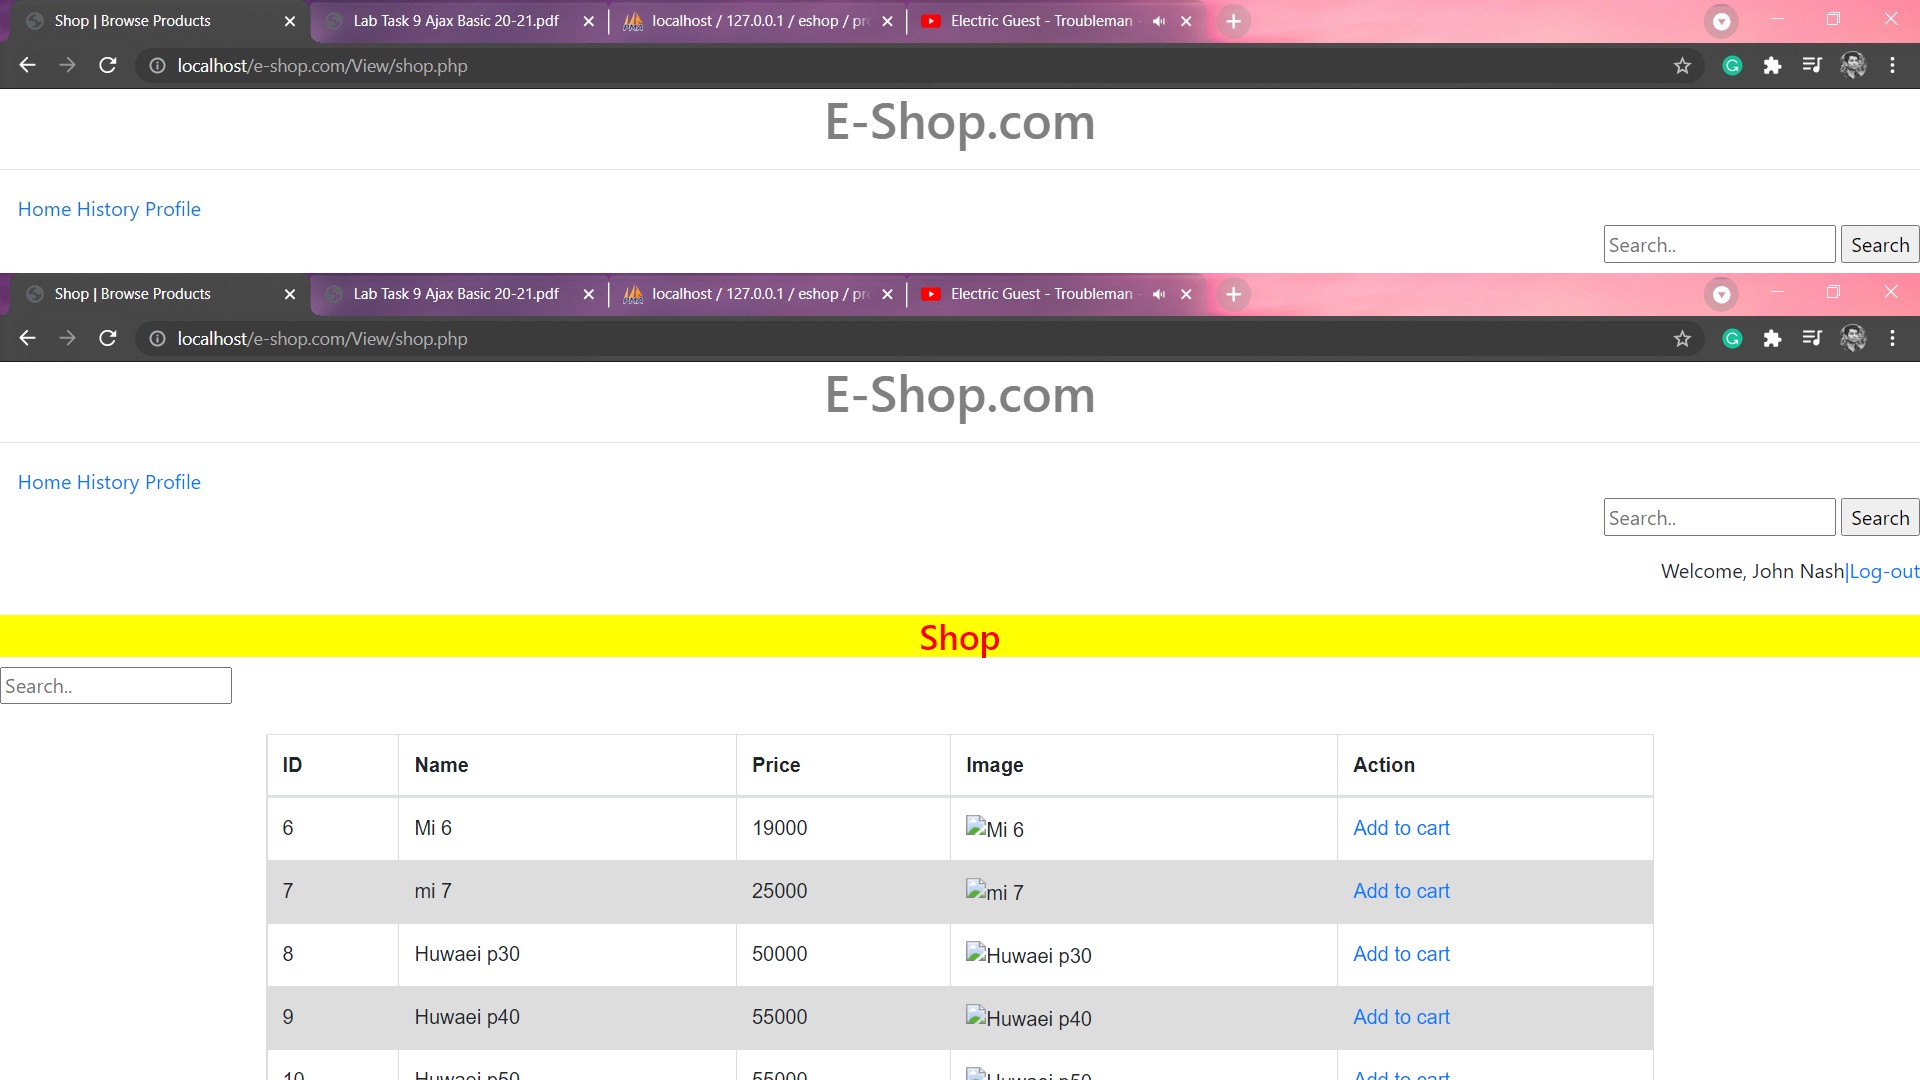 Shop | Browse Products
Lab Task 9 Ajax Basic 20-21.pdf
localhost / 127.0.0.1 / eshop / pro
Electric Guest - Troubleman -
localhost/e-shop.com/View/shop.php
E-Shop.com
Home History Profile
Search.. Search
Shop | Browse Products
Lab Task 9 Ajax Basic 20-21.pdf
localhost / 127.0.0.1 / eshop / pro
Electric Guest - Troubleman -
localhost/e-shop.com/View/shop.php
E-Shop.com
Home History Profile
Search.. Search
Welcome, John Nash|Log-out
Shop
Search..
ID Name Price Image Action
6 Mi 6 19000 Mi 6 Add to cart
7 mi 7 25000 mi 7 Add to cart
8 Huwaei p30 50000 Huwaei p30 Add to cart
9 Huwaei p40 55000 Huwaei p40 Add to cart
10 Huwaei p50 55000 Huwaei p50 Add to cart